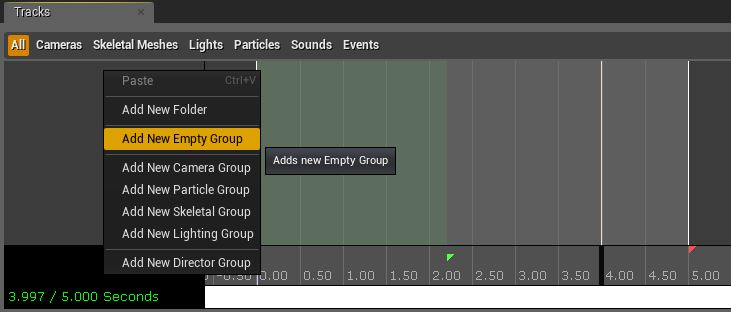 Tracks
All Cameras Skeletal Meshes Lights Particles Sounds Events
Paste Ctrl+V
Add New Folder
Add New Empty Group
Adds new Empty Group
Add New Camera Group
Add New Particle Group
Add New Skeletal Group
Add New Lighting Group
Add New Director Group
-0.50 0.00 0.50 1.00 1.50 2.00 2.50 3.00 3.50 4.00 4.50 5.00
3.997 / 5.000 Seconds